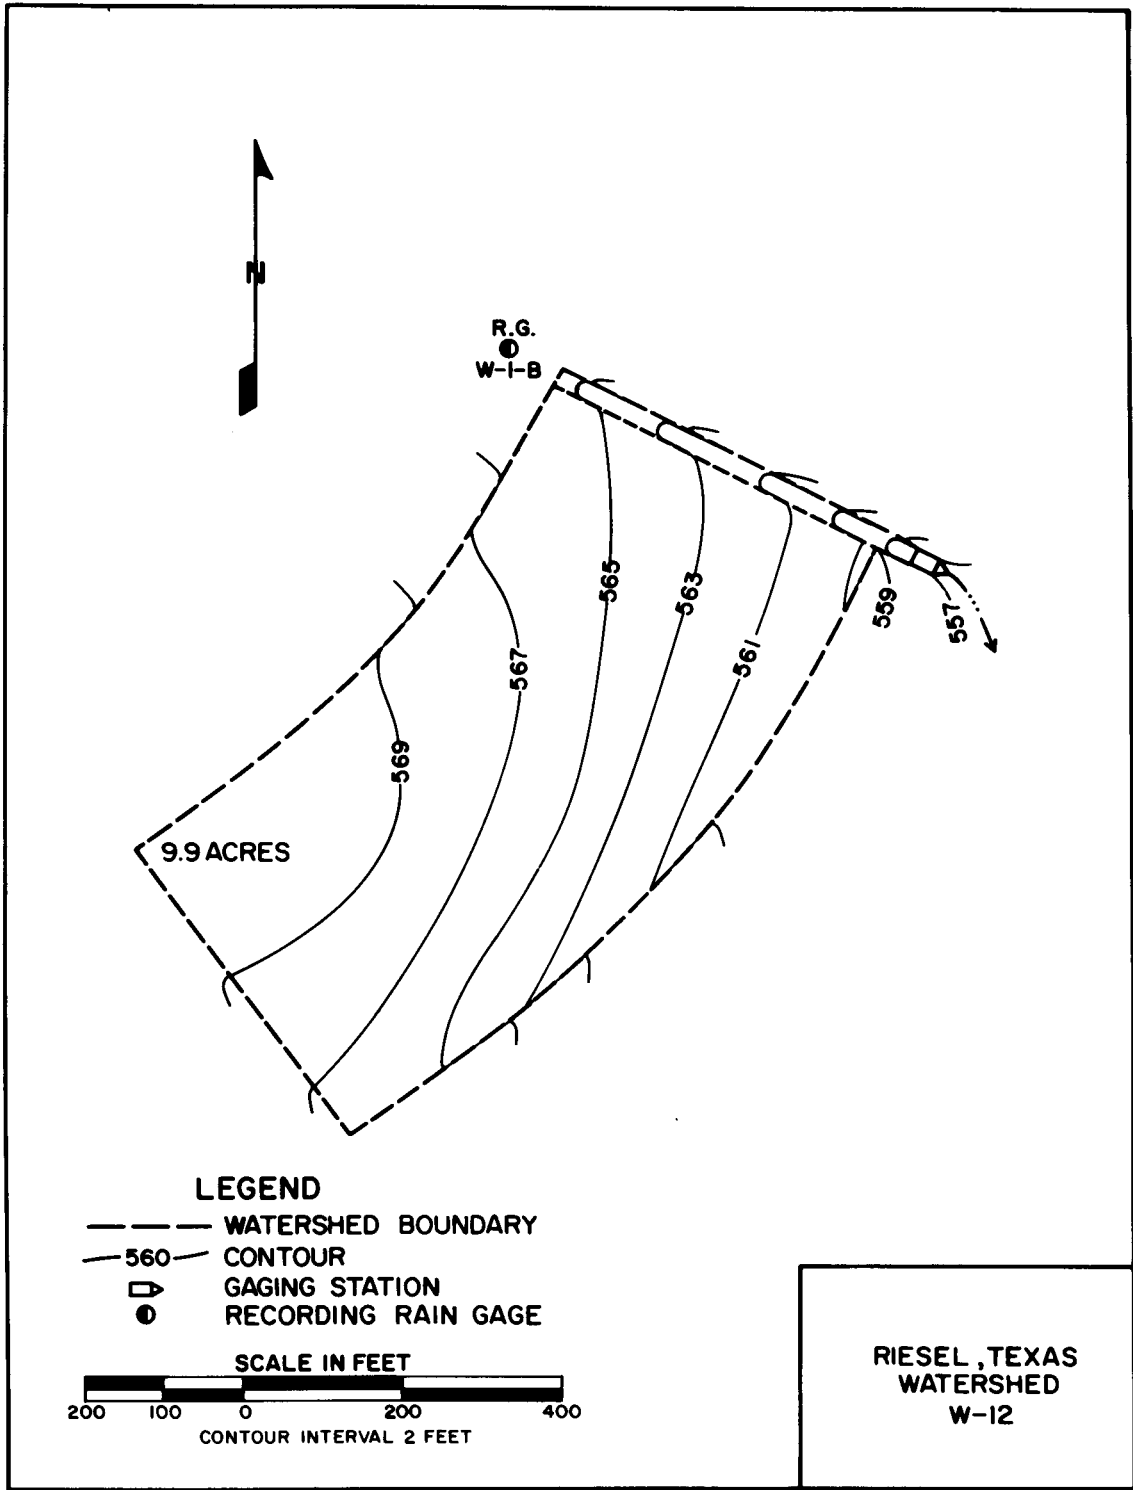 N
R.G.
W-1-B
565
563
559
557
561
567
569
9.9 ACRES
LEGEND
WATERSHED BOUNDARY
560 CONTOUR
GAGING STATION
RECORDING RAIN GAGE
SCALE IN FEET
200 100 0 200 400
CONTOUR INTERVAL 2 FEET
RIESEL, TEXAS
WATERSHED
W-12